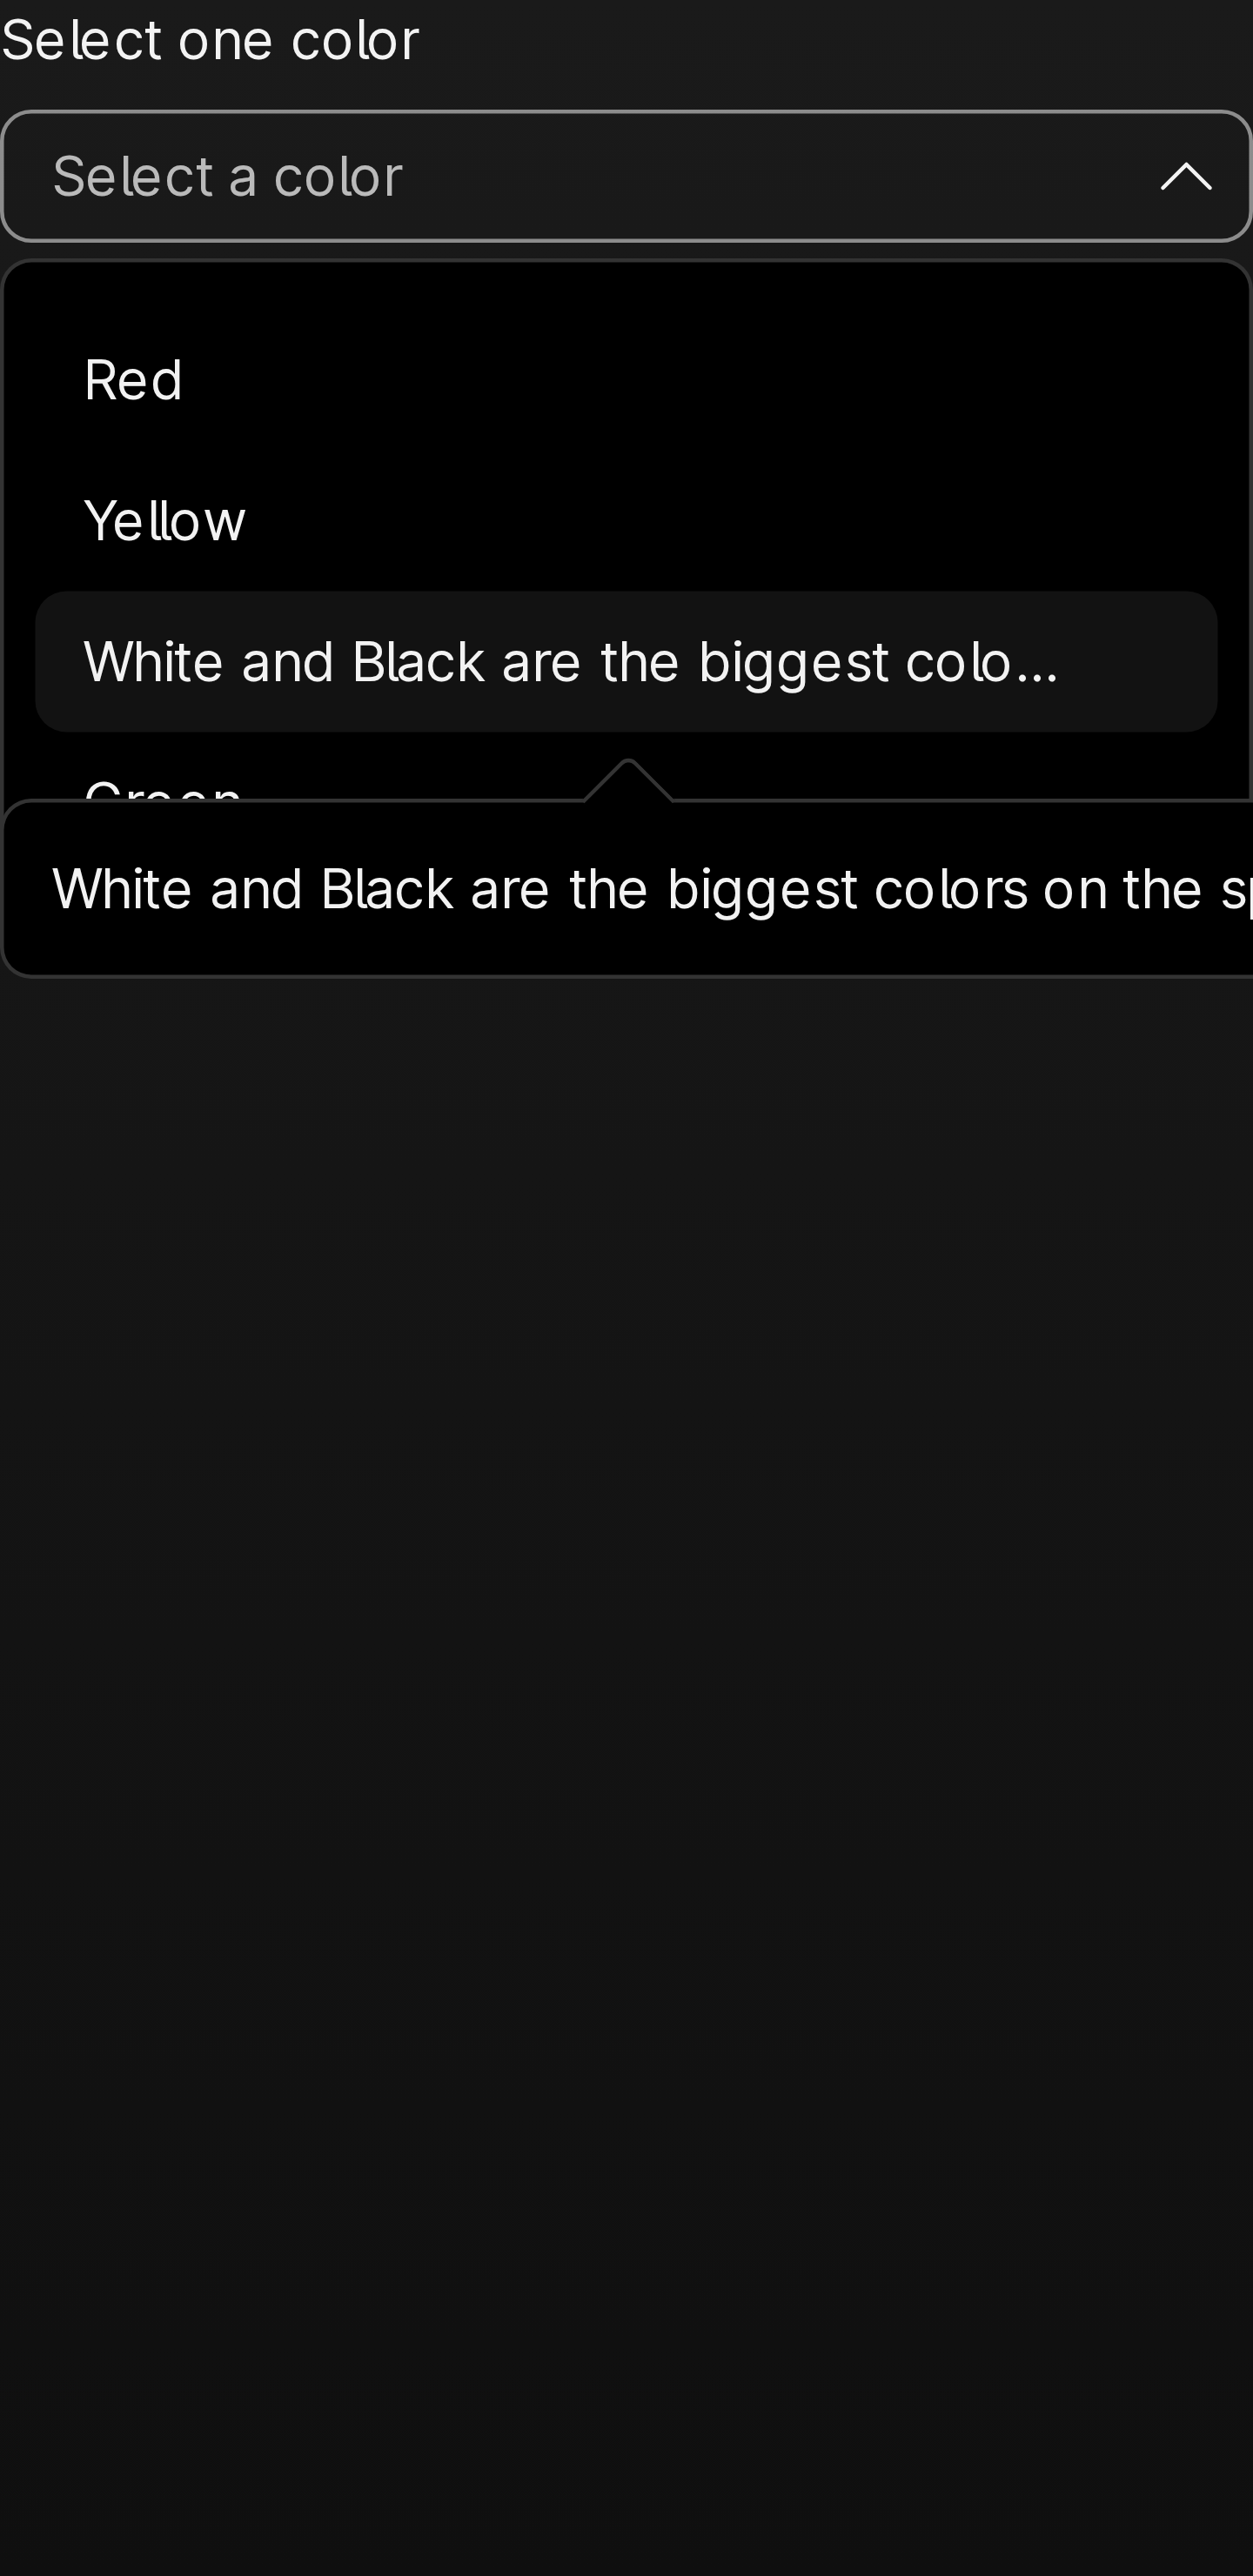 Select one color
Select a color
Red
Yellow
White and Black are the biggest colo...
Green
White and Black are the biggest colors on the